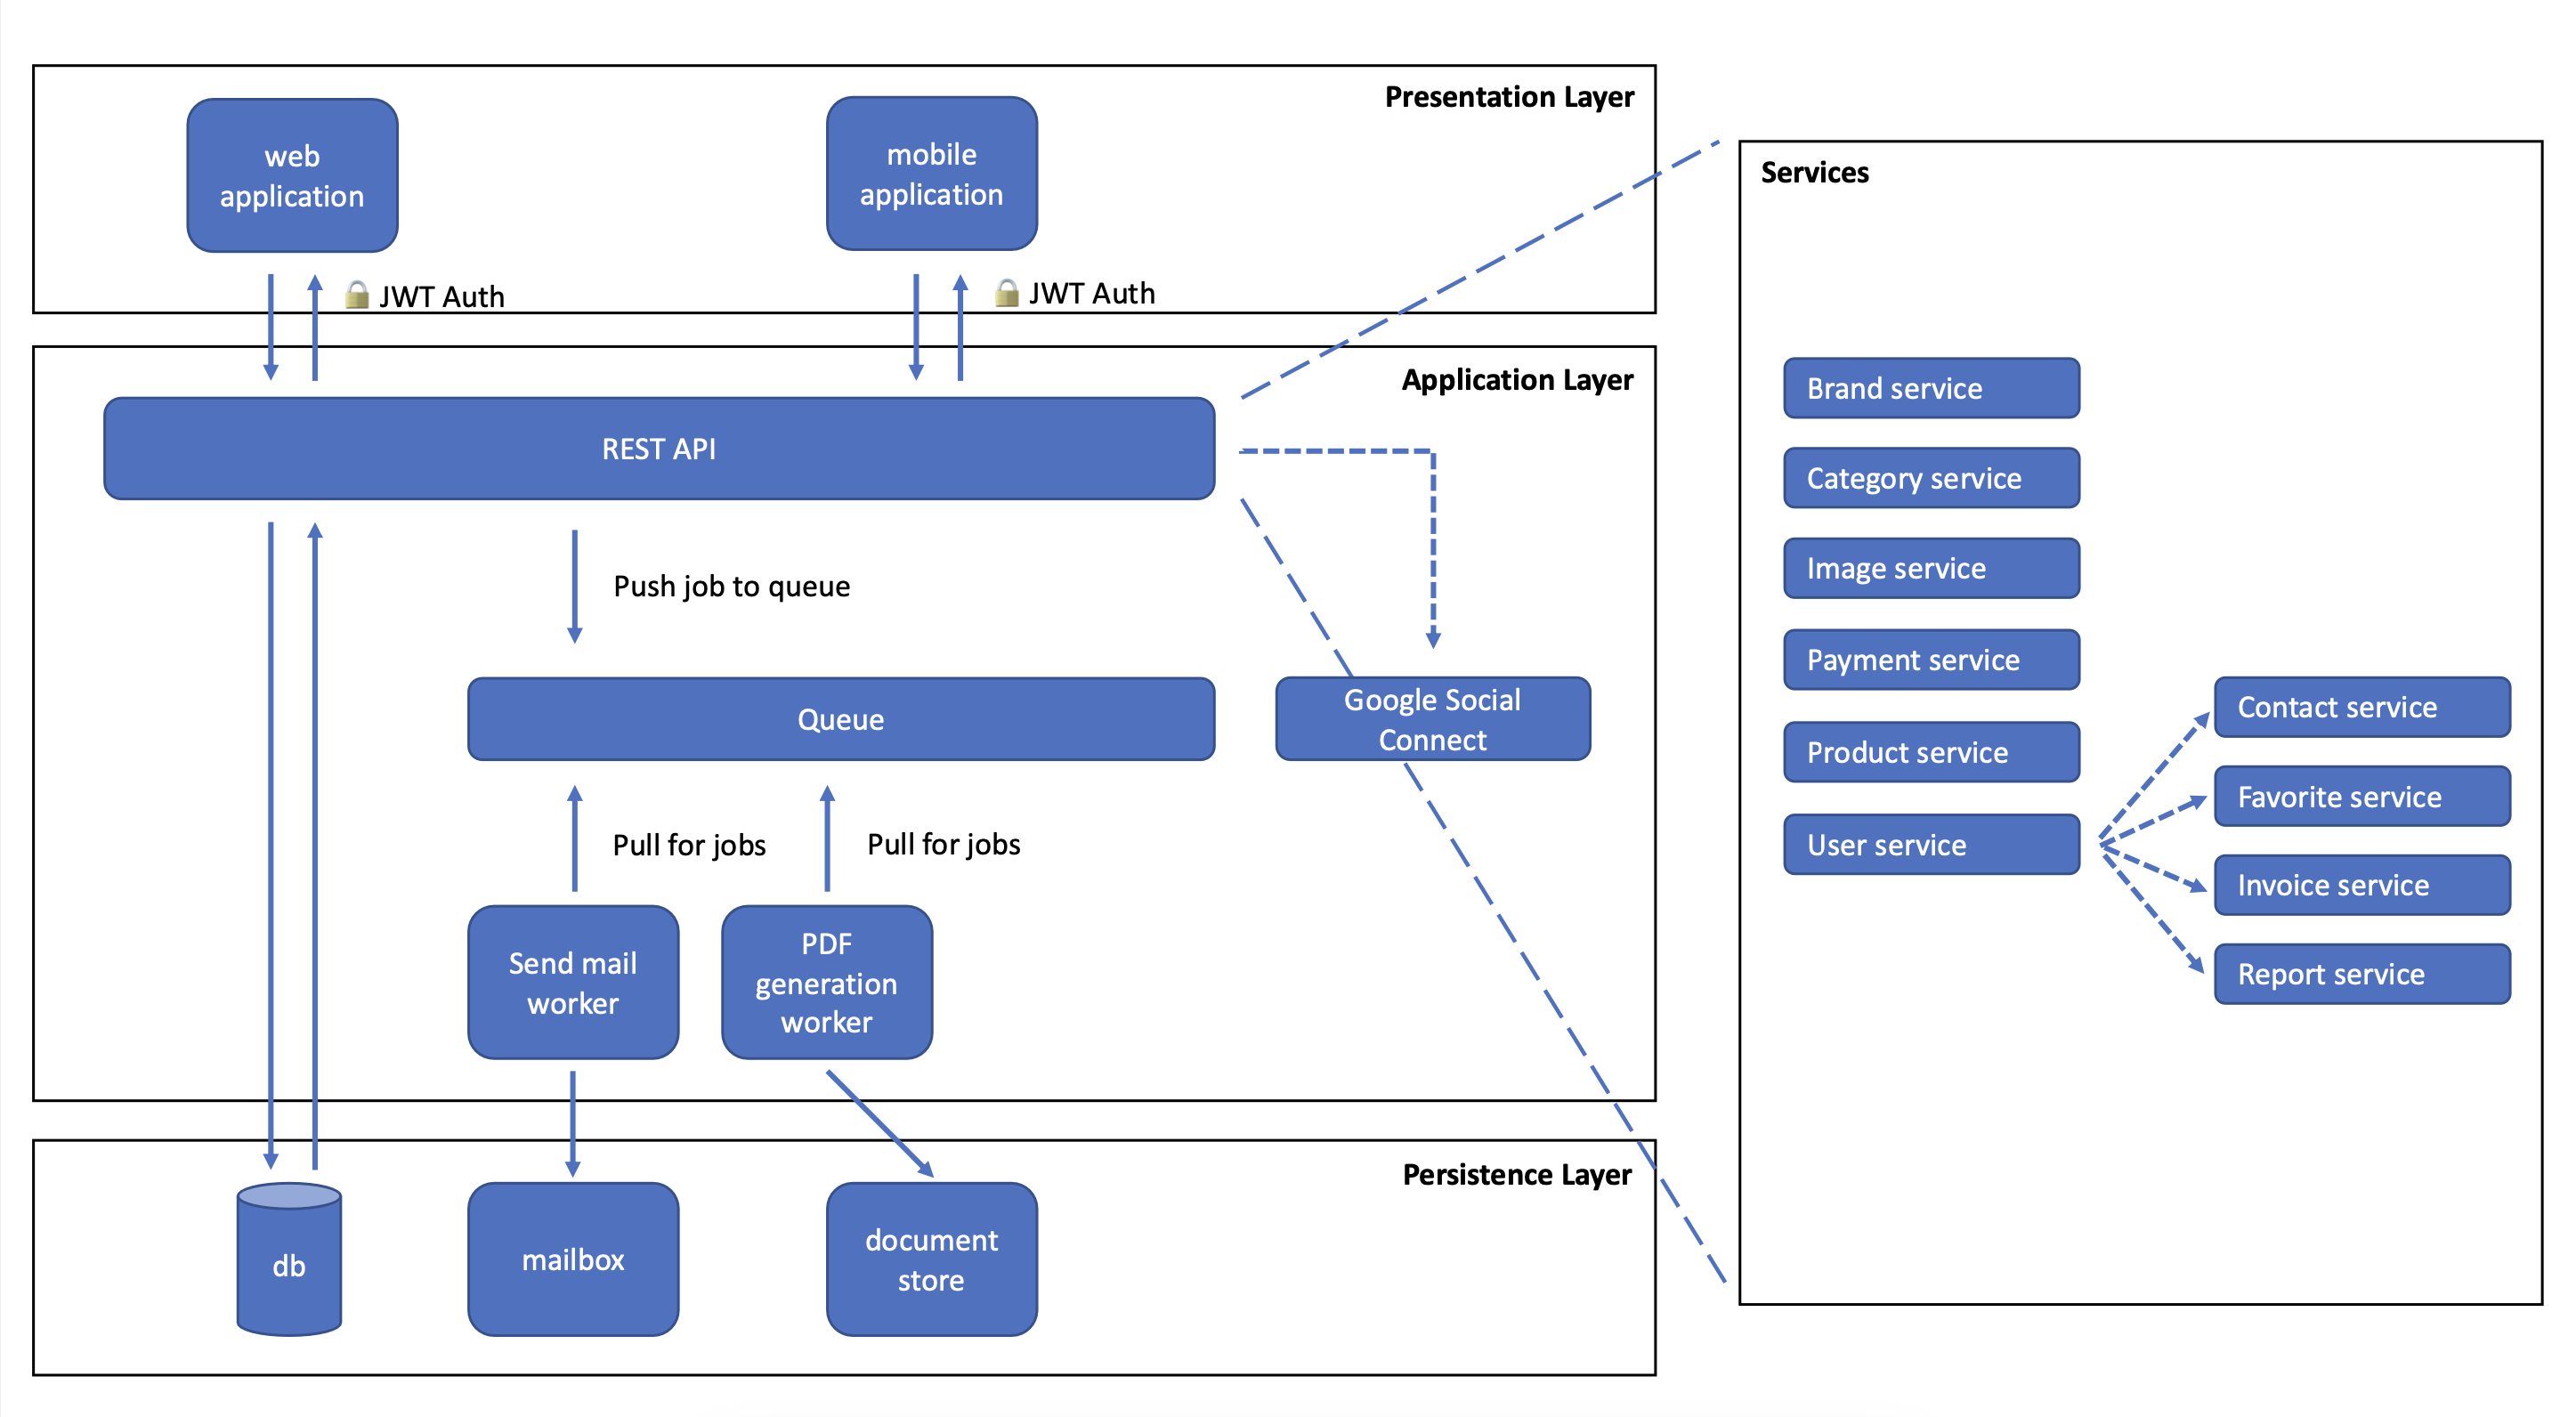 Presentation Layer
web
application
mobile
application
JWT Auth
JWT Auth
Application Layer
REST API
Push job to queue
Queue
Google Social
Connect
Pull for jobs
Pull for jobs
Send mail
worker
PDF
generation
worker
Persistence Layer
db
mailbox
document
store
Services
Brand service
Category service
Image service
Payment service
Product service
User service
Contact service
Favorite service
Invoice service
Report service